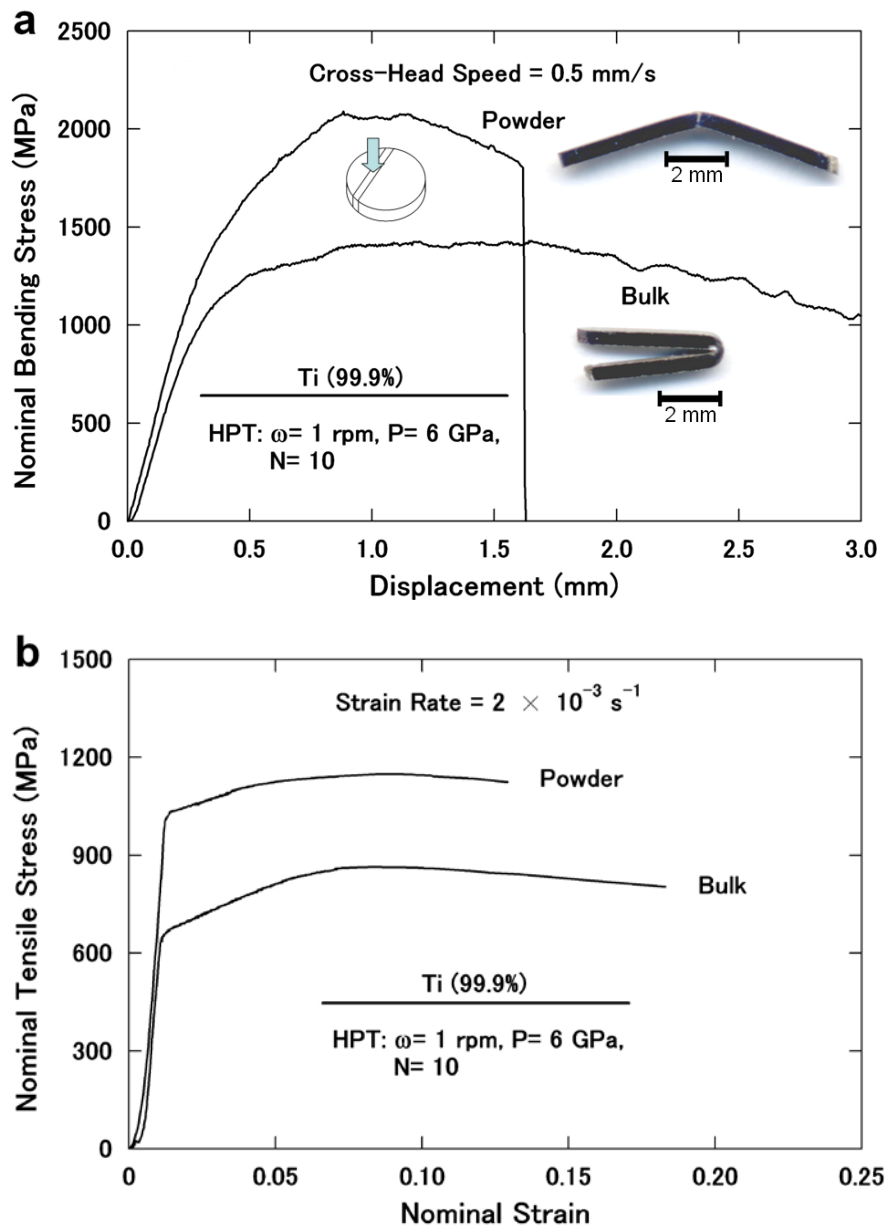 a
2500
2000
1500
1000
500
0
Nominal Bending Stress (MPa)
Cross-Head Speed = 0.5 mm/s
Powder
2 mm
Bulk
2 mm
Ti (99.9%)
HPT: ω= 1 rpm, P= 6 GPa,
N= 10
0.0 0.5 1.0 1.5 2.0 2.5 3.0
Displacement (mm)
b
1500
1200
900
600
300
0
Nominal Tensile Stress (MPa)
Strain Rate = 2 × 10⁻³ s⁻¹
Powder
Bulk
Ti (99.9%)
HPT: ω= 1 rpm, P= 6 GPa,
N= 10
0 0.05 0.10 0.15 0.20 0.25
Nominal Strain